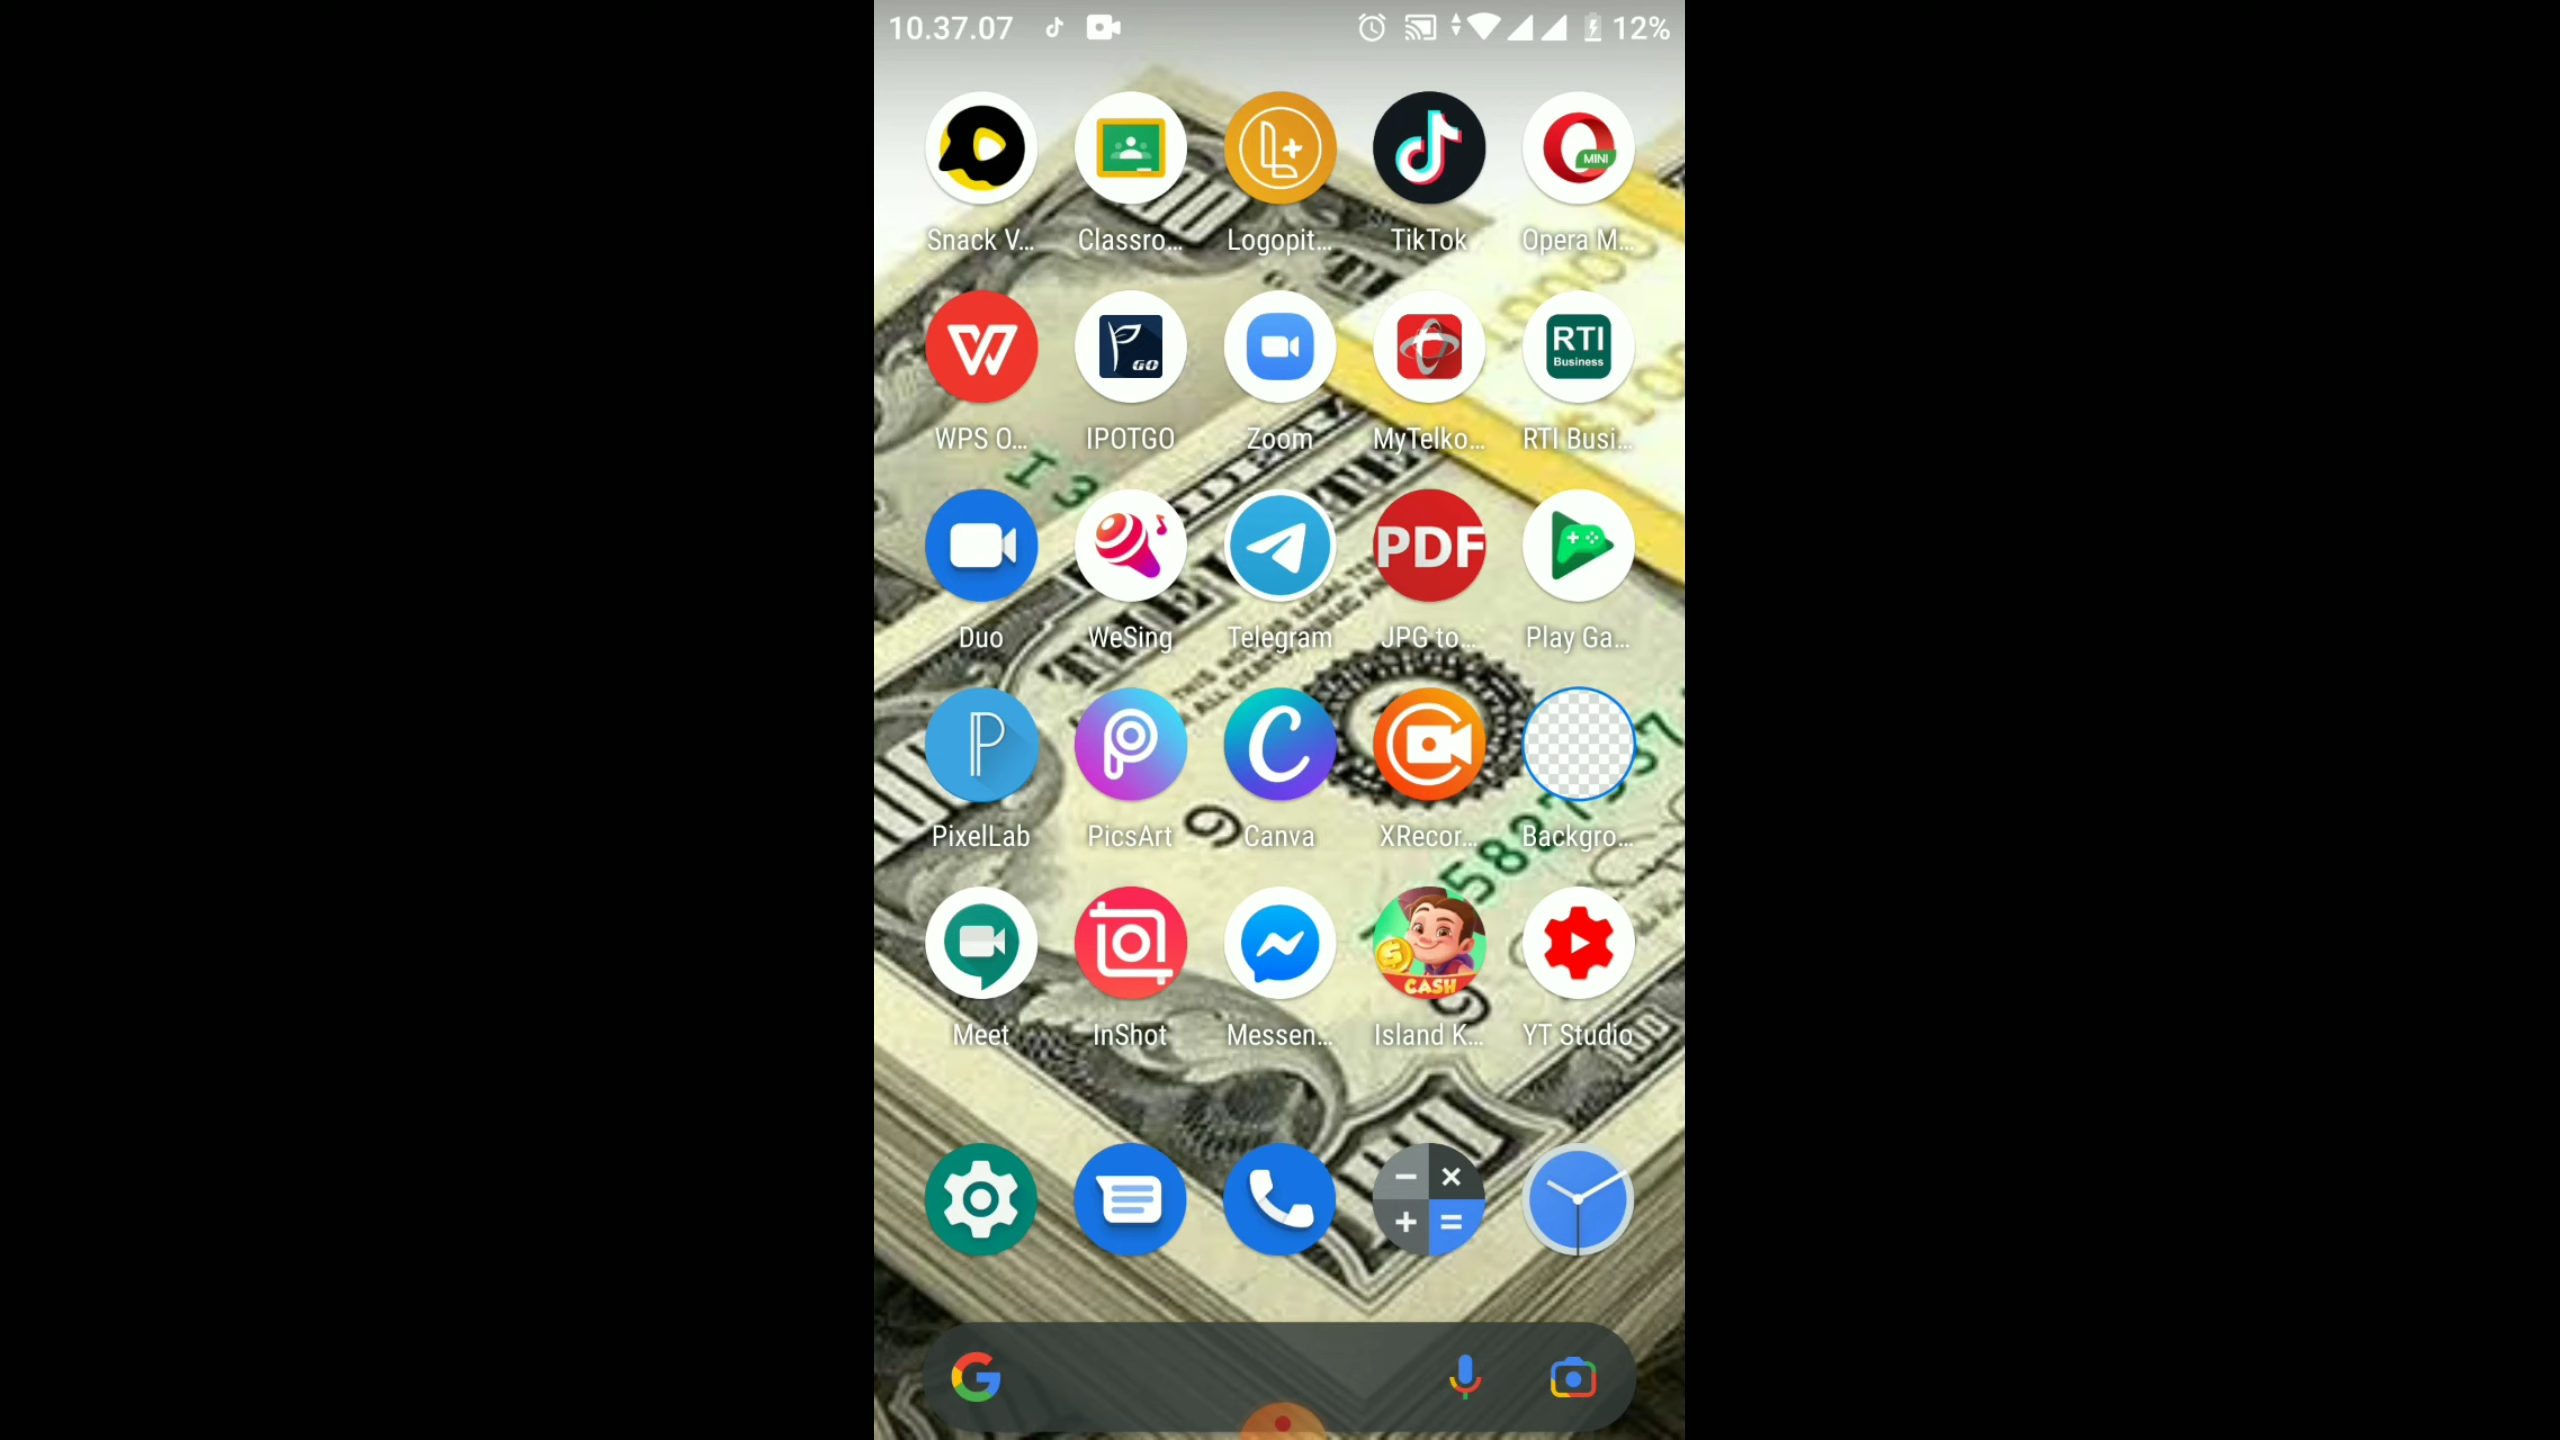 10.37.07 12%
Snack V... Classro... Logopit... TikTok Opera M...
MINI
WPS O... IPOTGO Zoom MyTelko... RTI Busi...
GO
RTI
Business
Duo WeSing Telegram JPG to... Play Ga...
PDF
PixelLab PicsArt Canva XRecor... Backgro...
Meet InShot Messen... Island K... YT Studio
CASH